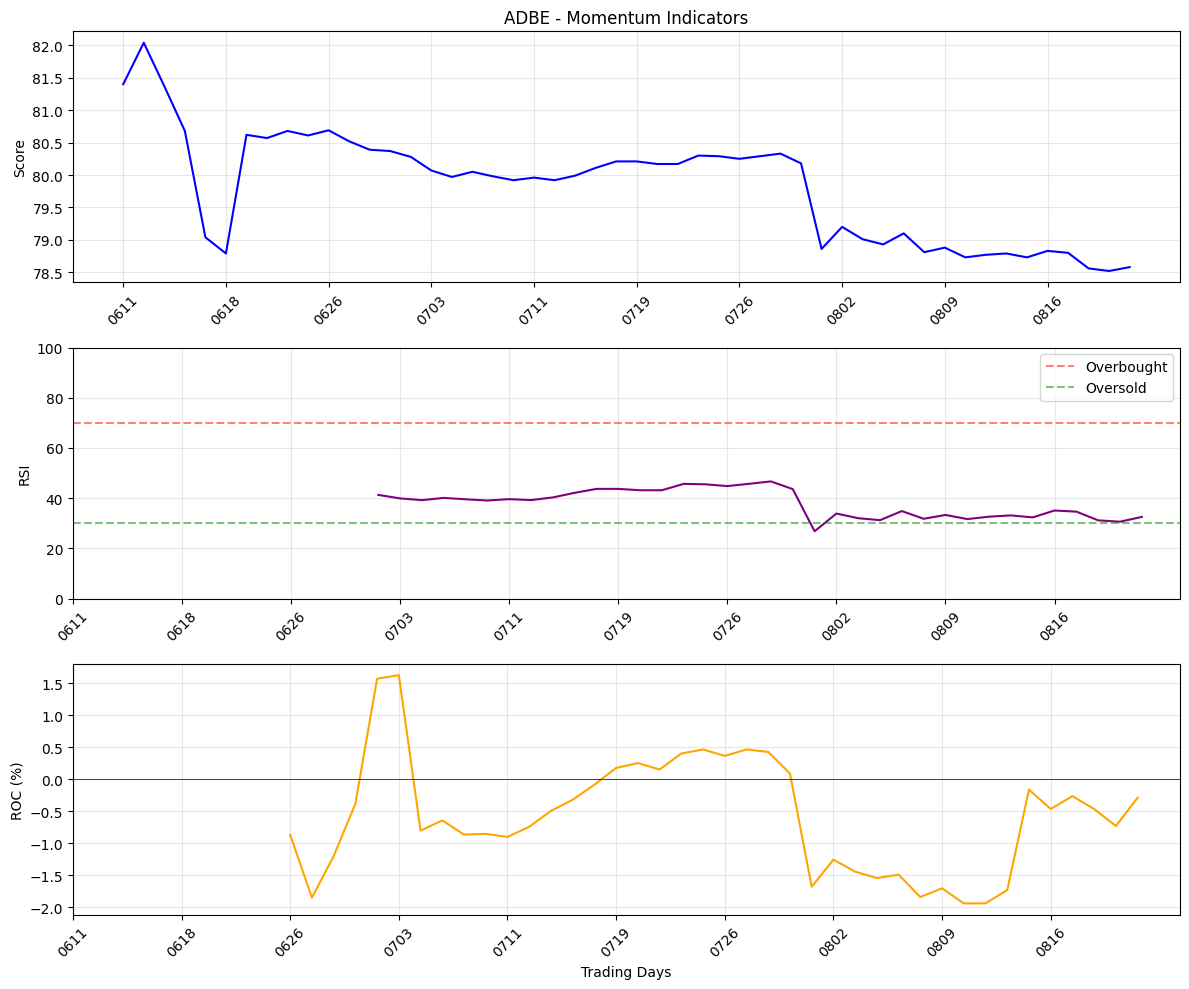 ADBE - Momentum Indicators
Score
82.0
81.5
81.0
80.5
80.0
79.5
79.0
78.5
0611 0618 0626 0703 0711 0719 0726 0802 0809 0816
RSI
100
80
60
40
20
0
Overbought
Oversold
0611 0618 0626 0703 0711 0719 0726 0802 0809 0816
ROC (%)
1.5
1.0
0.5
0.0
−0.5
−1.0
−1.5
−2.0
0611 0618 0626 0703 0711 0719 0726 0802 0809 0816
Trading Days